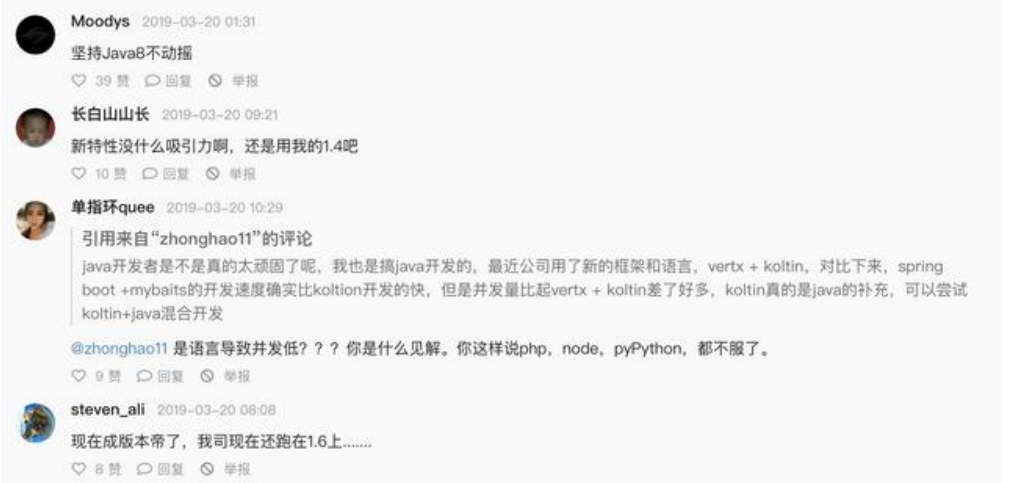 Moodys 2019-03-20 01:31
坚持Java8不动摇
39 赞 回复 举报
长白山山长 2019-03-20 09:21
新特性没什么吸引力啊，还是用我的1.4吧
10 赞 回复 举报
单指环quee 2019-03-20 10:29
引用来自“zhonghao11”的评论
java开发者是不是真的太顽固了呢，我也是搞java开发的，最近公司用了新的框架和语言，vertx + koltin，对比下来，spring
boot +mybaits的开发速度确实比koltion开发的快，但是并发量比起vertx + koltin差了好多，koltin真的是java的补充，可以尝试
koltin+java混合开发
@zhonghao11 是语言导致并发低？？？你是什么见解。你这样说php，node，pyPython，都不服了。
9 赞 回复 举报
steven_ali 2019-03-20 08:08
现在成版本帝了，我司现在还跑在1.6上.......
8 赞 回复 举报